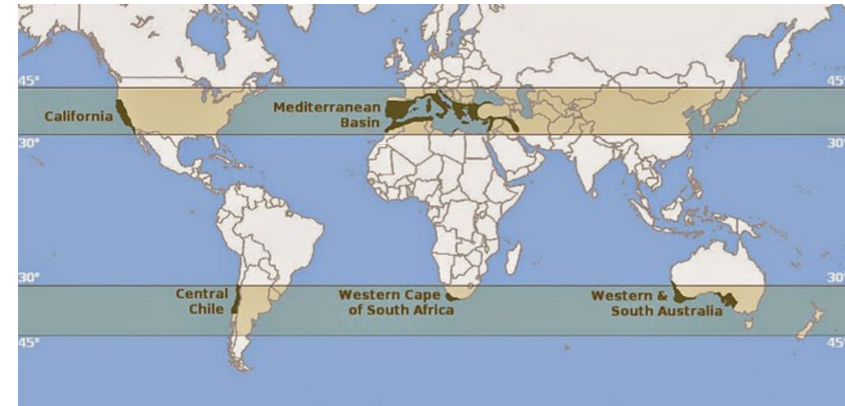 45°
45°
California
Mediterranean
Basin
30°
30°
30°
30°
Central
Chile
Western Cape
of South Africa
Western &
South Australia
45°
45°